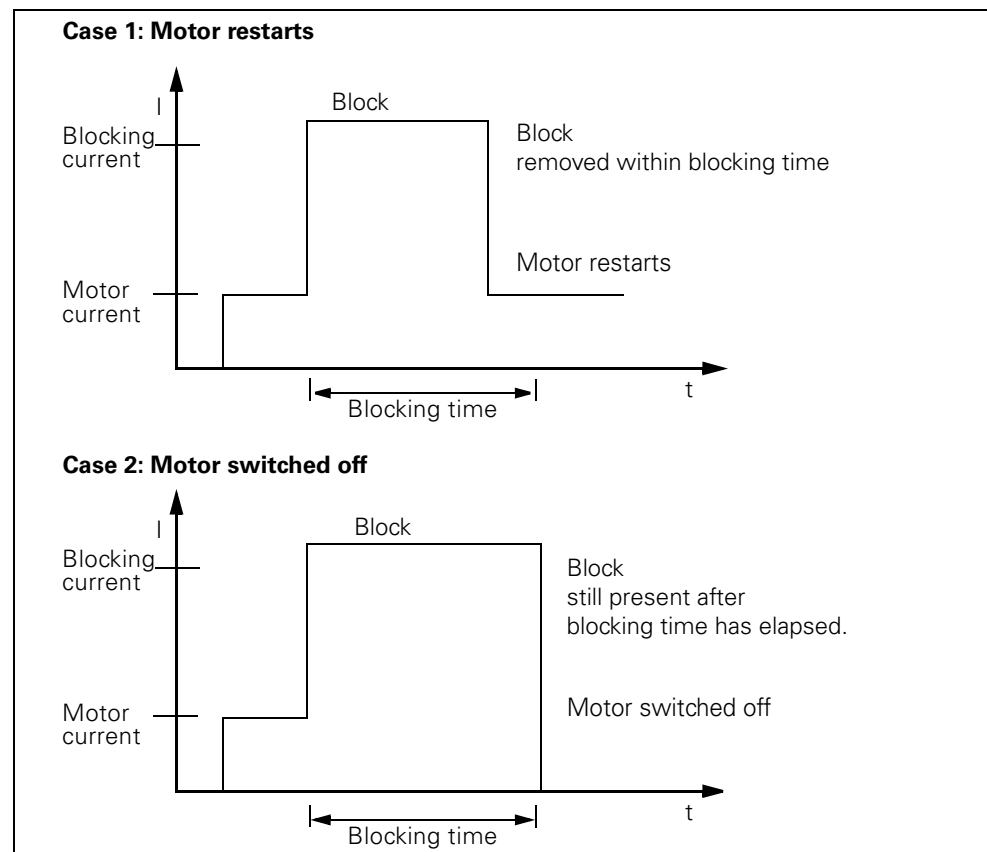 Case 1: Motor restarts
I
Block
Blocking
current
Block
removed within blocking time
Motor restarts
Motor
current
t
Blocking time
Case 2: Motor switched off
I
Block
Blocking
current
Block
still present after
blocking time has elapsed.
Motor
current
Motor switched off
t
Blocking time